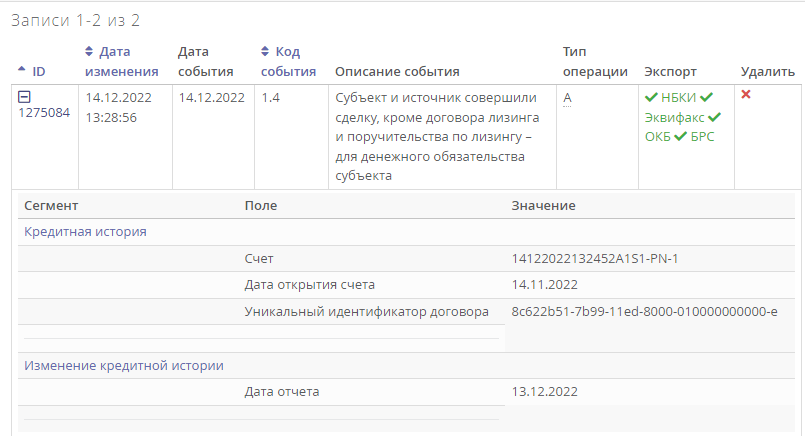 Записи 1-2 из 2
ID
Дата изменения
Дата события
Код события
Описание события
Тип операции
Экспорт
Удалить
1275084
14.12.2022
13:28:56
14.12.2022
1.4
Субъект и источник совершили
сделку, кроме договора лизинга
и поручительства по лизингу –
для денежного обязательства
субъекта
A
НБКИ
Эквифакс
ОКБ БРС
Сегмент Поле Значение
Кредитная история
Счет 14122022132452A1S1-PN-1
Дата открытия счета 14.11.2022
Уникальный идентификатор договора 8c622b51-7b99-11ed-8000-010000000000-e
Изменение кредитной истории
Дата отчета 13.12.2022